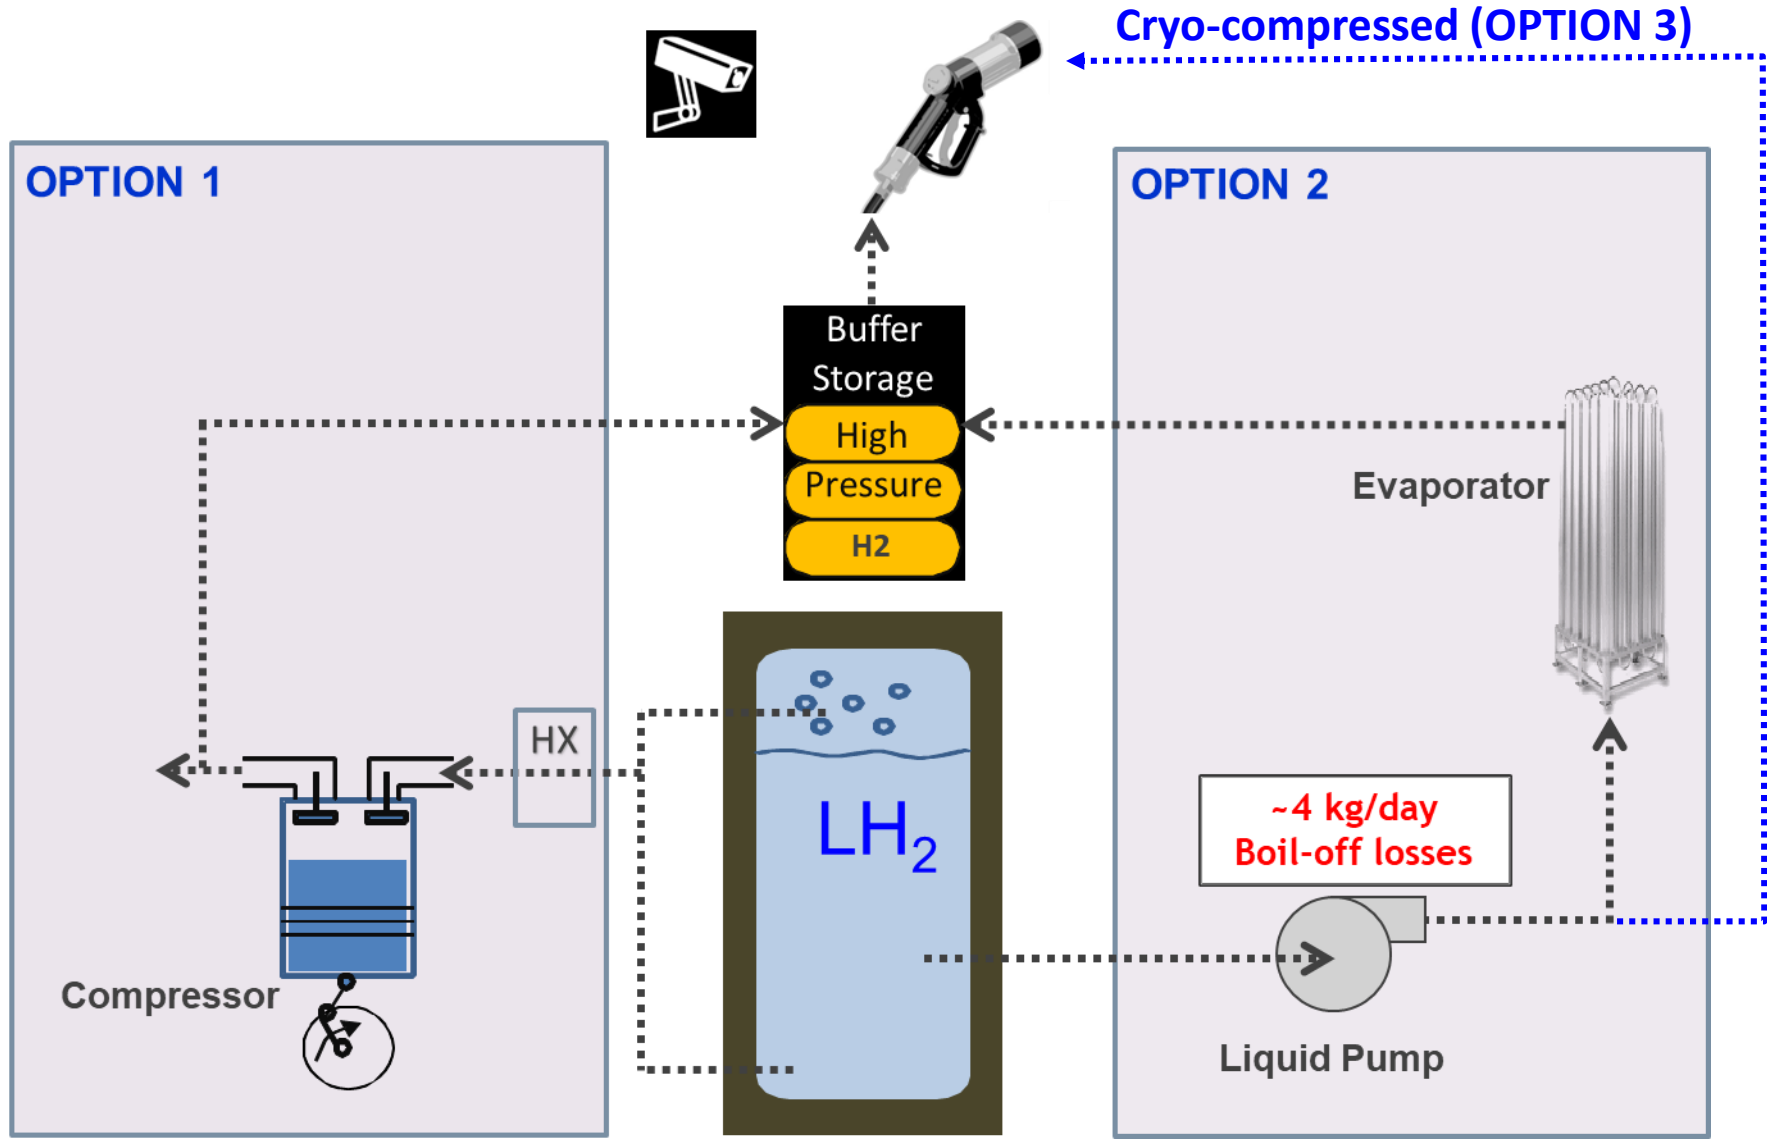 Cryo-compressed (OPTION 3)
OPTION 1
OPTION 2
Buffer
Storage
High
Pressure
H2
Evaporator
HX
LH₂
~4 kg/day
Boil-off losses
Compressor
Liquid Pump